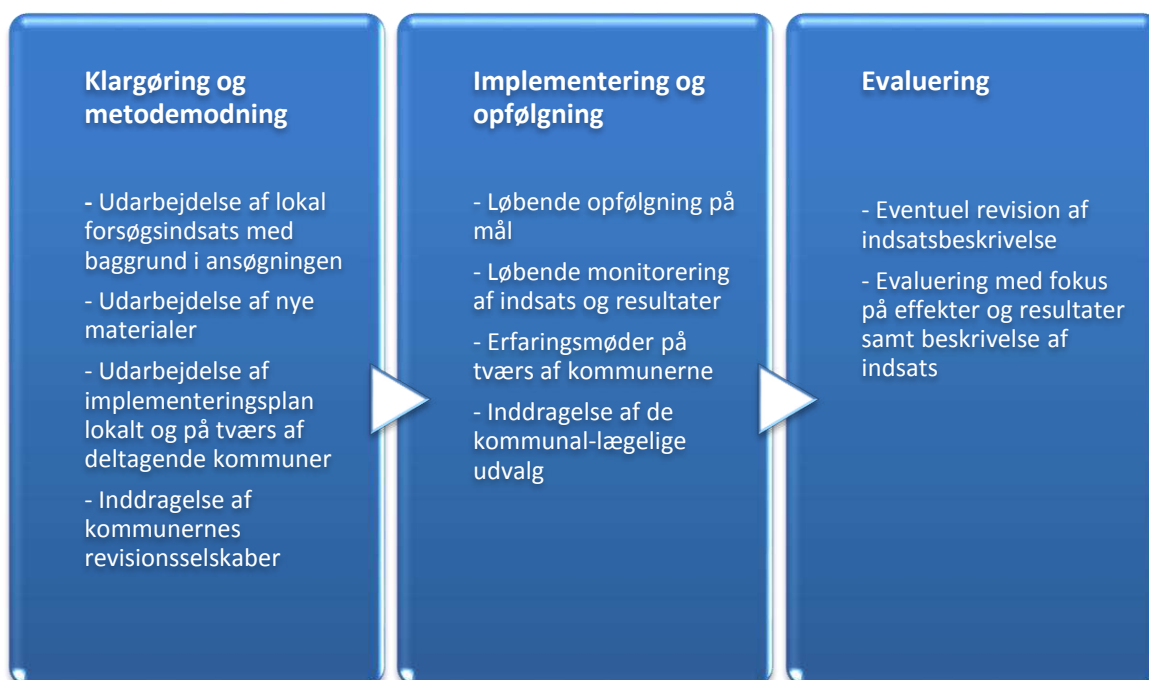 Klargøring og
metodemodning
- Udarbejdelse af lokal
forsøgsindsats med
baggrund i ansøgningen
- Udarbejdelse af nye
materialer
- Udarbejdelse af
implementeringsplan
lokalt og på tværs af
deltagende kommuner
- Inddragelse af
kommunernes
revisionsselskaber
Implementering og
opfølgning
- Løbende opfølgning på
mål
- Løbende monitorering
af indsats og resultater
- Erfaringsmøder på
tværs af kommunerne
- Inddragelse af de
kommunal-lægelige
udvalg
Evaluering
- Eventuel revision af
indsatsbeskrivelse
- Evaluering med fokus
på effekter og resultater
samt beskrivelse af
indsats